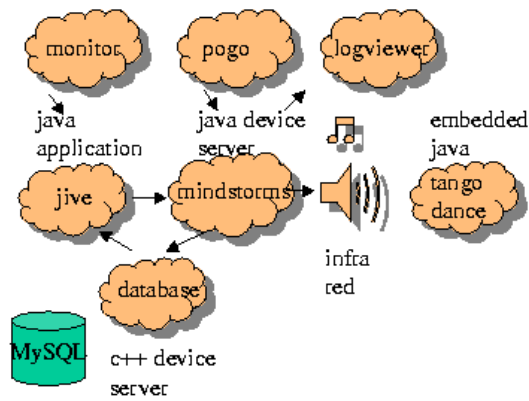 monitor
pogo
logviewer
java
application
java device
server
embedded
java
jive
mindstorms
tango
dance
infra
red
database
MySQL
c++ device
server